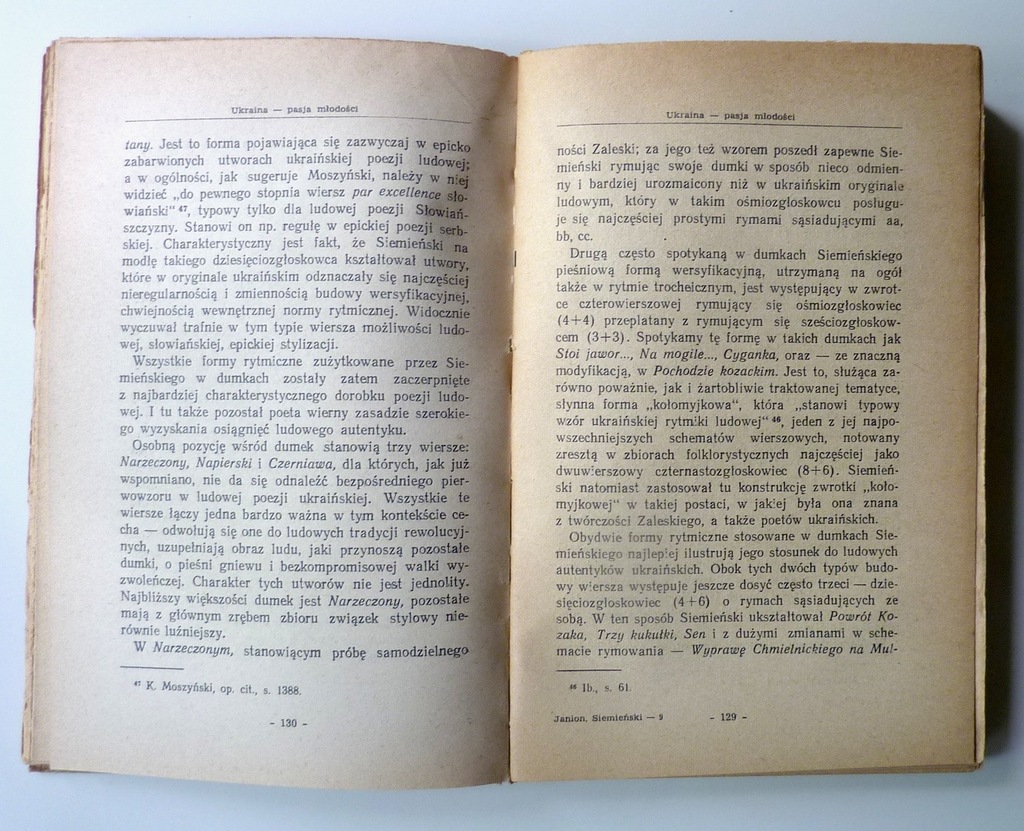 Ukraina — pasja młodości
tany. Jest to forma pojawiająca się zazwyczaj w epicko
zabarwionych utworach ukraińskiej poezji ludowej;
a w ogólności, jak sugeruje Moszyński, należy w niej
widzieć „do pewnego stopnia wiersz par excellence sło-
wiański“ ⁴⁷, typowy tylko dla ludowej poezji Słowiań-
szczyzny. Stanowi on np. regułę w epickiej poezji serb-
skiej. Charakterystyczny jest fakt, że Siemieński na
modłę takiego dziesięciozgłoskowca kształtował utwory,
które w oryginale ukraińskim odznaczały się najczęściej
nieregularnością i zmiennością budowy wersyfikacyjnej,
chwiejnością wewnętrznej normy rytmicznej. Widocznie
wyczuwał trafnie w tym typie wiersza możliwości ludo-
wej, słowiańskiej, epickiej stylizacji.
Wszystkie formy rytmiczne zużytkowane przez Sie-
mieńskiego w dumkach zostały zatem zaczerpnięte
z najbardziej charakterystycznego dorobku poezji ludo-
wej. I tu także pozostał poeta wierny zasadzie szerokie-
go wyzyskania osiągnięć ludowego autentyku.
Osobną pozycję wśród dumek stanowią trzy wiersze:
Narzeczony, Napierski i Czerniawa, dla których, jak już
wspomniano, nie da się odnaleźć bezpośredniego pier-
wowzoru w ludowej poezji ukraińskiej. Wszystkie te
wiersze łączy jedna bardzo ważna w tym kontekście ce-
cha — odwołują się one do ludowych tradycji rewolucyj-
nych, uzupełniają obraz ludu, jaki przynoszą pozostałe
dumki, o pieśni gniewu i bezkompromisowej walki wy-
zwoleńczej. Charakter tych utworów nie jest jednolity.
Najbliższy większości dumek jest Narzeczony, pozostałe
mają z głównym zrębem zbioru związek stylowy nie-
równie luźniejszy.
W Narzeczonym, stanowiącym próbę samodzielnego
⁴⁷ K. Moszyński, op. cit., s. 1388.
- 130 -
Ukraina — pasja młodości
ności Zaleski; za jego też wzorem poszedł zapewne Sie-
mieński rymując swoje dumki w sposób nieco odmien-
ny i bardziej urozmaicony niż w ukraińskim oryginale
ludowym, który w takim ośmiozgłoskowcu posługu-
je się najczęściej prostymi rymami sąsiadującymi aa,
bb, cc.
Drugą często spotykaną w dumkach Siemieńskiego
pieśniową formą wersyfikacyjną, utrzymaną na ogół
także w rytmie trocheicznym, jest występujący w zwrot-
ce czterowierszowej rymujący się ośmiozgłoskowiec
(4+4) przeplatany z rymującym się sześciozgłoskow-
cem (3+3). Spotykamy tę formę w takich dumkach jak
Stoi jawor..., Na mogile..., Cyganka, oraz — ze znaczną
modyfikacją, w Pochodzie kozackim. Jest to, służąca za-
równo poważnie, jak i żartobliwie traktowanej tematyce,
słynna forma „kołomyjkowa“, która „stanowi typowy
wzór ukraińskiej rytmiki ludowej“ ⁴⁶, jeden z jej najpo-
wszechniejszych schematów wierszowych, notowany
zresztą w zbiorach folklorystycznych najczęściej jako
dwuwierszowy czternastozgłoskowiec (8+6). Siemień-
ski natomiast zastosował tu konstrukcję zwrotki „koło-
myjkowej“ w takiej postaci, w jakiej była ona znana
z twórczości Zaleskiego, a także poetów ukraińskich.
Obydwie formy rytmiczne stosowane w dumkach Sie-
mieńskiego najlepiej ilustrują jego stosunek do ludowych
autentyków ukraińskich. Obok tych dwóch typów budo-
wy wiersza występuje jeszcze dosyć często trzeci — dzie-
sięciozgłoskowiec (4+6) o rymach sąsiadujących ze
sobą. W ten sposób Siemieński ukształtował Powrót Ko-
zaka, Trzy kukułki, Sen i z dużymi zmianami w sche-
macie rymowania — Wyprawę Chmielnickiego na Muł-
⁴⁶ Ib., s. 61.
Janion, Siemieński — 9
- 129 -